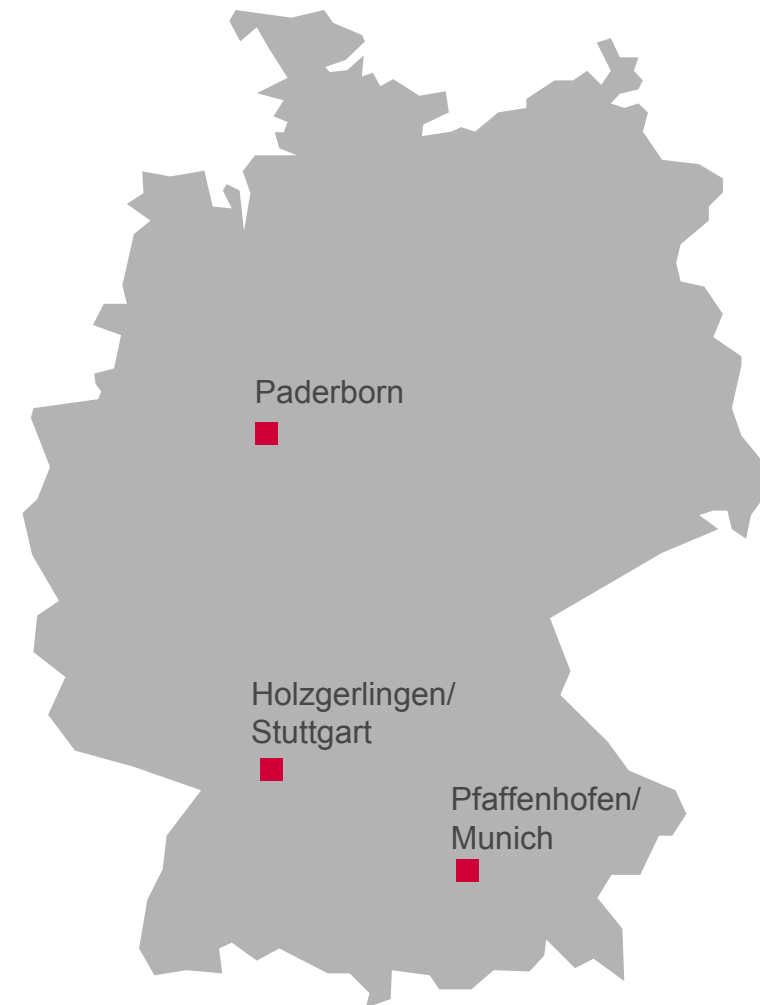 Paderborn
Holzgerlingen/
Stuttgart
Pfaffenhofen/
Munich